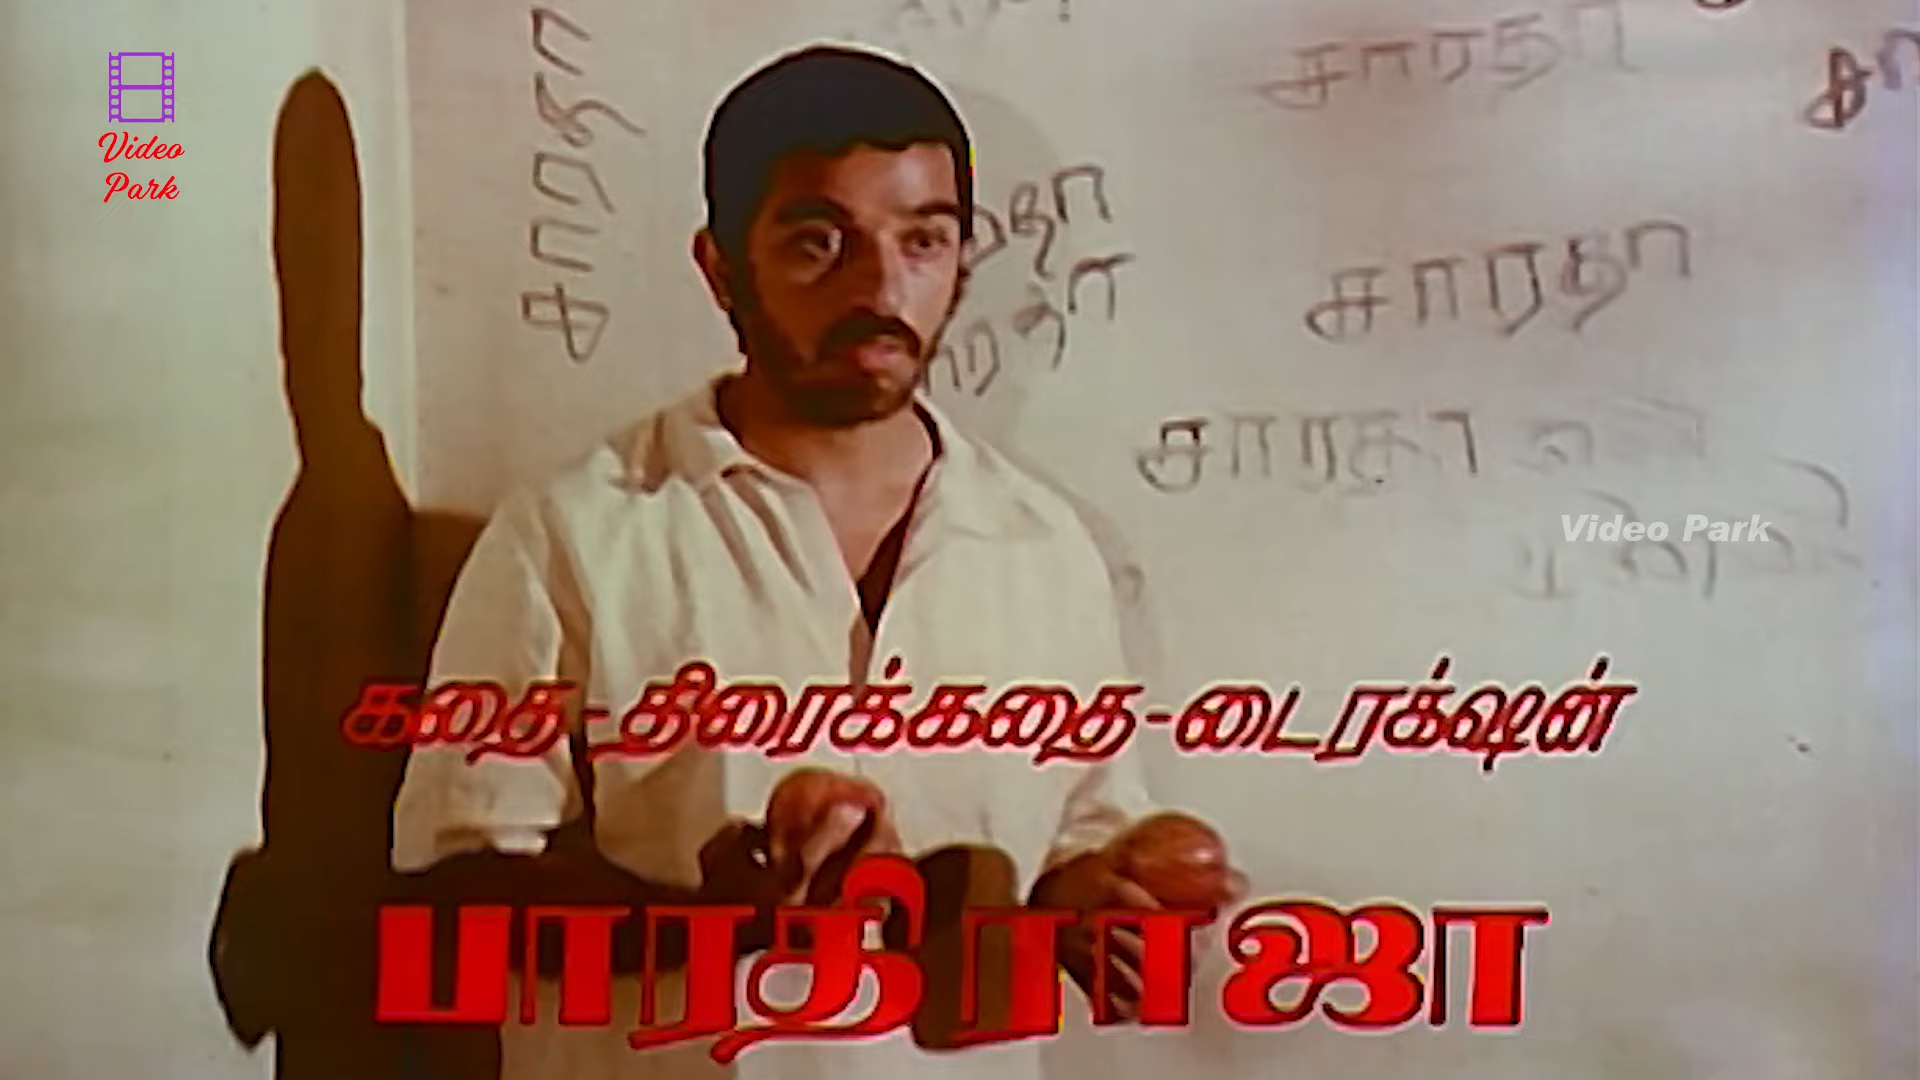 Video
Park
சாரதா
சாரதா
சாரதா
சாரதா
Video Park
கதை-திரைக்கதை-டைரக்‌ஷன்
பாரதிராஜா